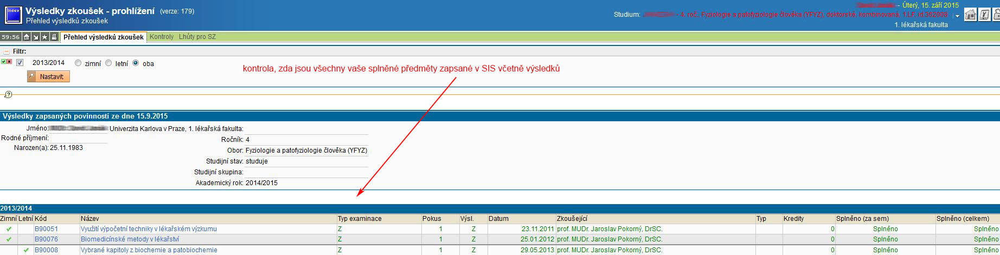 index
Výsledky zkoušek - prohlížení (verze: 179)
Přehled výsledků zkoušek
- Úterý, 15. září 2015
Studium: - 4. roč., Fyziologie a patofyziologie člověka (YFYZ), doktorské, kombinovaná, 1.LF, id:362008
1. lékařská fakulta
59:56 Přehled výsledků zkoušek Kontroly Lhůty pro SZ
Filtr:
2013/2014 zimní letní oba
Nastavit
kontrola, zda jsou všechny vaše splněné předměty zapsané v SIS včetně výsledků
?
Výsledky zapsaných povinností ze dne 15.9.2015
Jméno: Univerzita Karlova v Praze, 1. lékařská fakulta:
Rodné příjmení: Ročník: 4
Narozen(a): 25.11.1983 Obor: Fyziologie a patofyziologie člověka (YFYZ)
Studijní stav: studuje
Studijní skupina:
Akademický rok: 2014/2015
2013/2014
Zimní Letní Kód Název Typ examinace Pokus Výsl. Datum Zkoušející Typ Kredity Splněno (za sem) Splněno (celkem)
B90051 Využití výpočetní techniky v lékařském výzkumu Z 1 Z 23.11.2011 prof. MUDr. Jaroslav Pokorný, DrSC. 0 Splněno Splněno
B90076 Biomedicínské metody v lékařství Z 1 Z 25.01.2012 prof. MUDr. Jaroslav Pokorný, DrSC. 0 Splněno Splněno
B90008 Vybrané kapitoly z biochemie a patobiochemie Z 1 Z 29.05.2013 prof. MUDr. Jaroslav Pokorný, DrSC. 0 Splněno Splněno